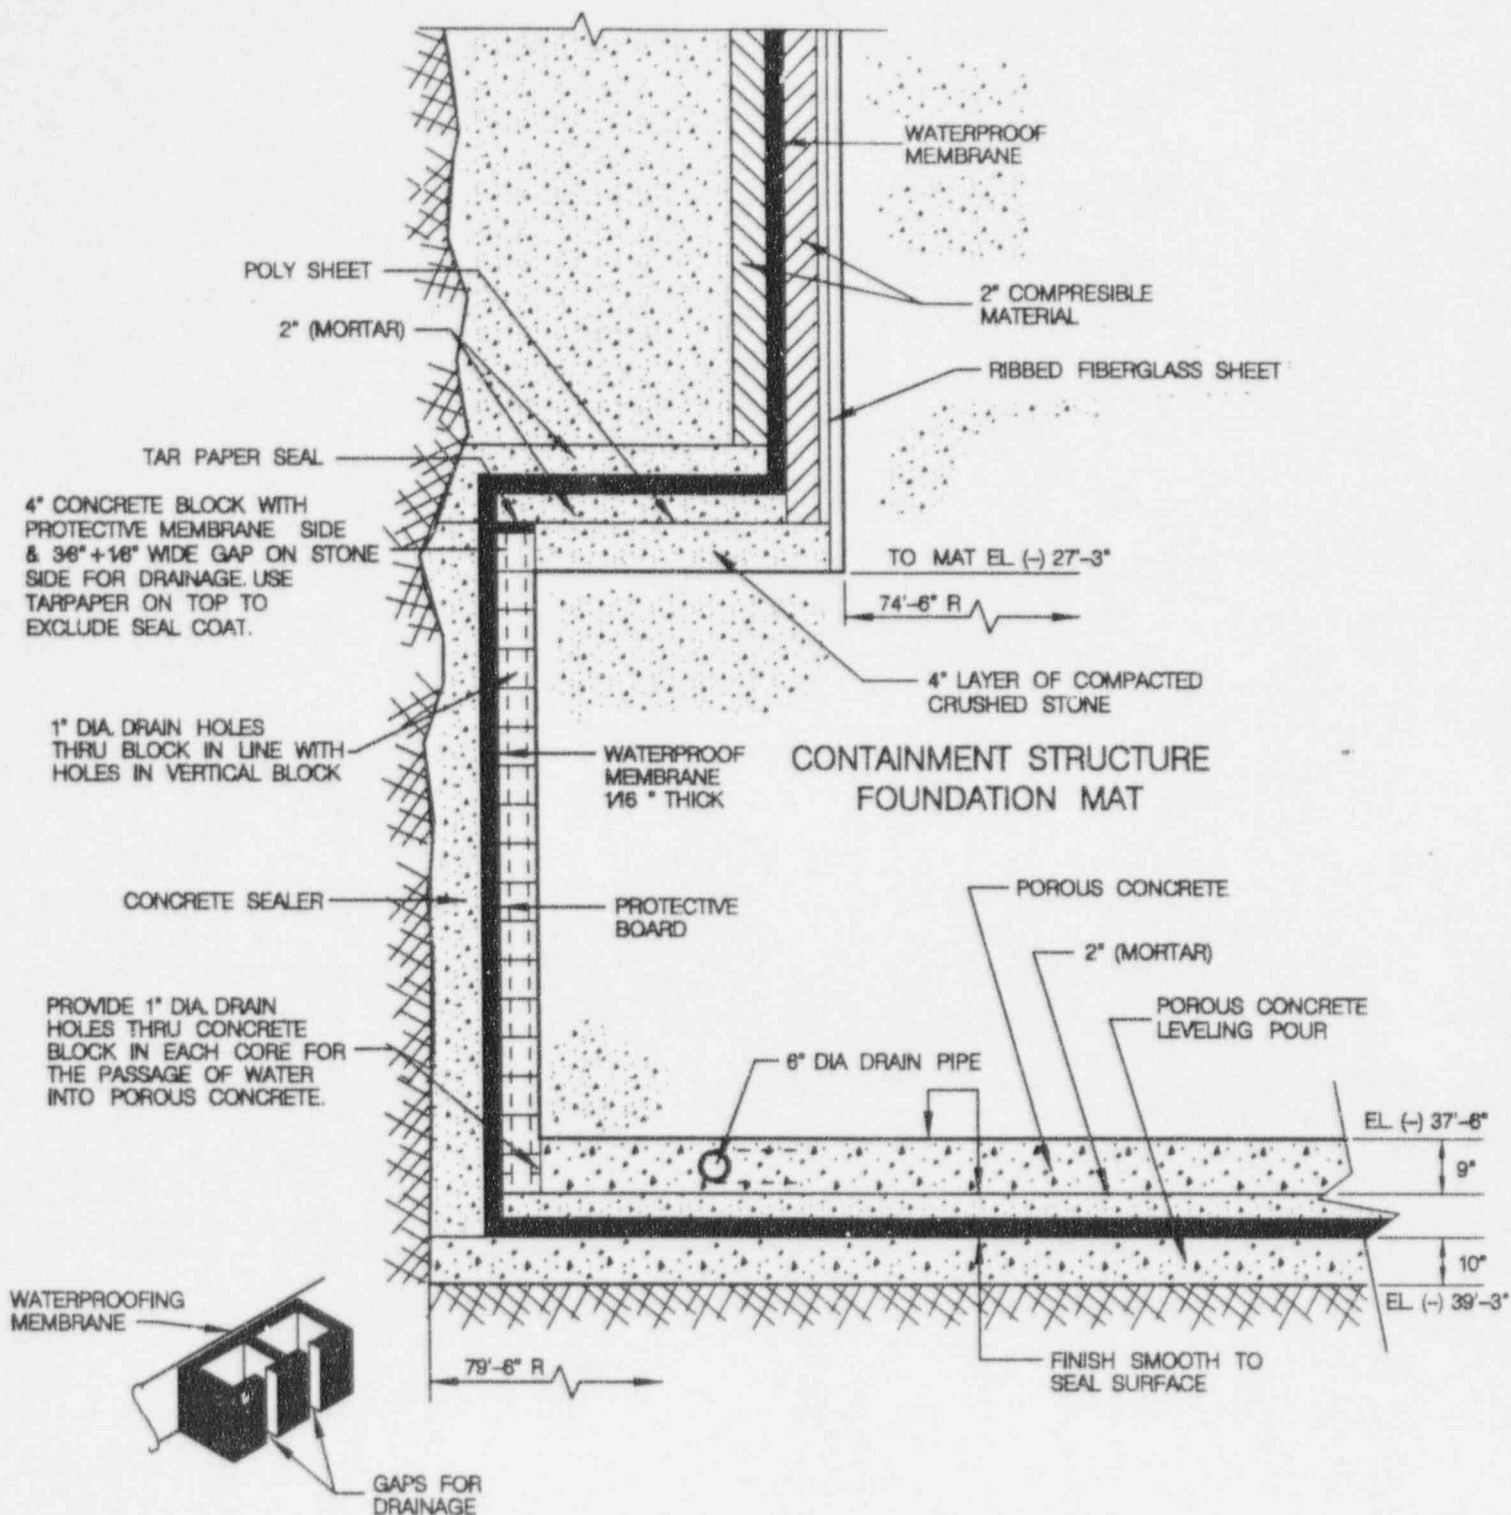 WATERPROOF
MEMBRANE
POLY SHEET
2" (MORTAR)
2" COMPRESIBLE
MATERIAL
RIBBED FIBERGLASS SHEET
TAR PAPER SEAL
4" CONCRETE BLOCK WITH
PROTECTIVE MEMBRANE SIDE
& 3⁄8" + 1⁄8" WIDE GAP ON STONE
SIDE FOR DRAINAGE. USE
TARPAPER ON TOP TO
EXCLUDE SEAL COAT.
TO MAT EL. (-) 27'-3"
74'-6" R
4" LAYER OF COMPACTED
CRUSHED STONE
1" DIA. DRAIN HOLES
THRU BLOCK IN LINE WITH
HOLES IN VERTICAL BLOCK
WATERPROOF
MEMBRANE
1⁄16 " THICK
CONTAINMENT STRUCTURE
FOUNDATION MAT
CONCRETE SEALER
PROTECTIVE
BOARD
POROUS CONCRETE
2" (MORTAR)
POROUS CONCRETE
LEVELING POUR
PROVIDE 1" DIA. DRAIN
HOLES THRU CONCRETE
BLOCK IN EACH CORE FOR
THE PASSAGE OF WATER
INTO POROUS CONCRETE.
6" DIA DRAIN PIPE
EL. (-) 37'-6"
9"
10"
EL. (-) 39'-3"
WATERPROOFING
MEMBRANE
79'-6" R
FINISH SMOOTH TO
SEAL SURFACE
GAPS FOR
DRAINAGE